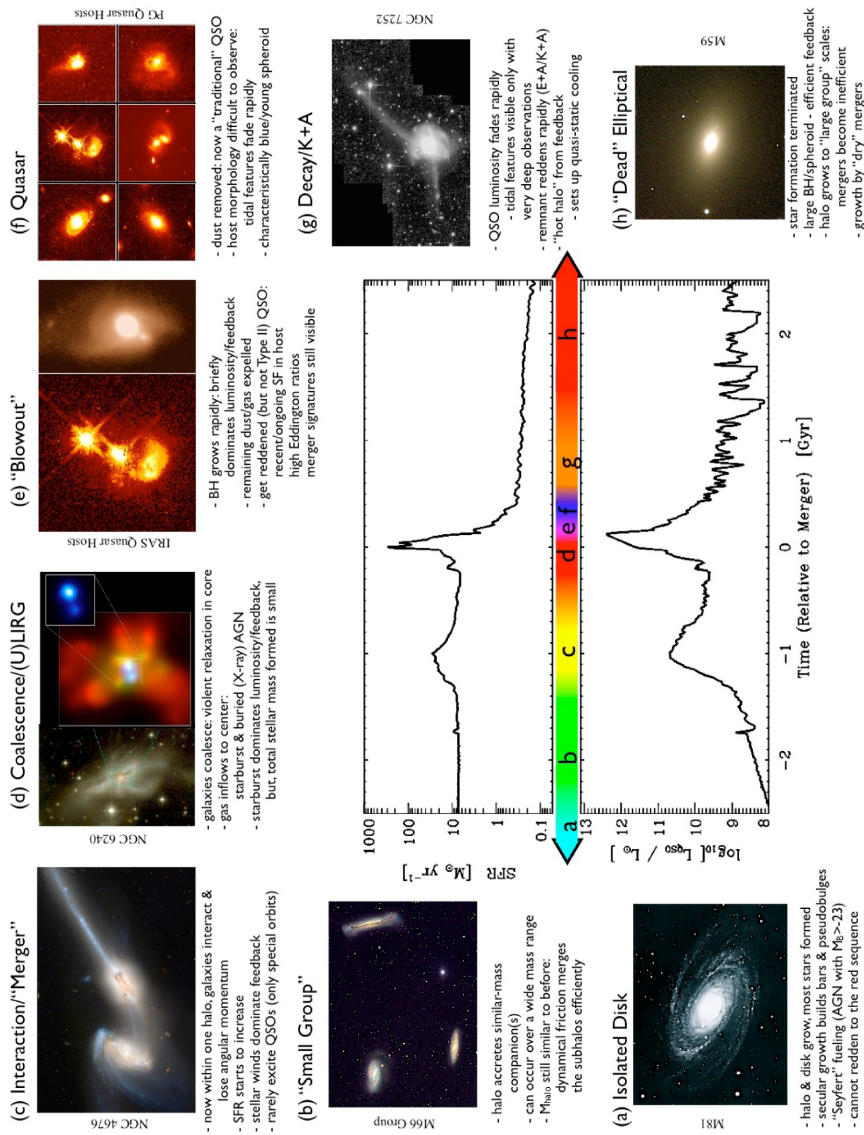 (c) Interaction/“Merger”
NGC 4676
- now within one halo, galaxies interact &
lose angular momentum
- SFR starts to increase
- stellar winds dominate feedback
- rarely excite QSOs (only special orbits)
(d) Coalescence/(U)LIRG
NGC 6240
- galaxies coalesce: violent relaxation in core
- gas inflows to center:
starburst & buried (X-ray) AGN
- starburst dominates luminosity/feedback,
but, total stellar mass formed is small
(e) “Blowout”
IRAS Quasar Hosts
- BH grows rapidly: briefly
dominates luminosity/feedback
- remaining dust/gas expelled
- get reddened (but not Type II) QSO:
recent/ongoing SF in host
high Eddington ratios
merger signatures still visible
(f) Quasar
PG Quasar Hosts
- dust removed: now a “traditional” QSO
- host morphology difficult to observe:
tidal features fade rapidly
- characteristically blue/young spheroid
(b) “Small Group”
M66 Group
- halo accretes similar-mass
companion(s)
- can occur over a wide mass range
- Mhalo still similar to before:
dynamical friction merges
the subhalos efficiently
(a) Isolated Disk
M81
- halo & disk grow, most stars formed
- secular growth builds bars & pseudobulges
- “Seyfert” fueling (AGN with MB>-23)
- cannot redden to the red sequence
1000
100
10
1
0.1
SFR [M⊙ yr⁻¹]
a b c d e f g h
13
12
11
10
9
8
log10[ LQSO / L⊙ ]
-2 -1 0 1 2
Time (Relative to Merger) [Gyr]
(g) Decay/K+A
NGC 7252
- QSO luminosity fades rapidly
- tidal features visible only with
very deep observations
- remnant reddens rapidly (E+A/K+A)
- “hot halo” from feedback
- sets up quasi-static cooling
(h) “Dead” Elliptical
M59
- star formation terminated
- large BH/spheroid - efficient feedback
- halo grows to “large group” scales:
mergers become inefficient
- growth by “dry” mergers